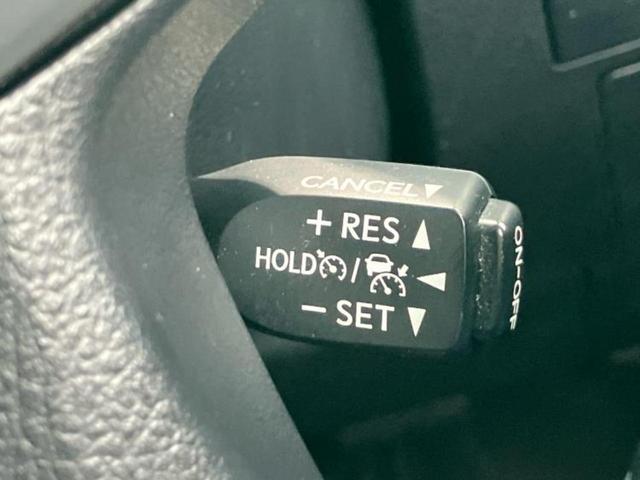 CANCEL▼
+ RES ▲
HOLD / ◀
− SET ▼
ON-OFF